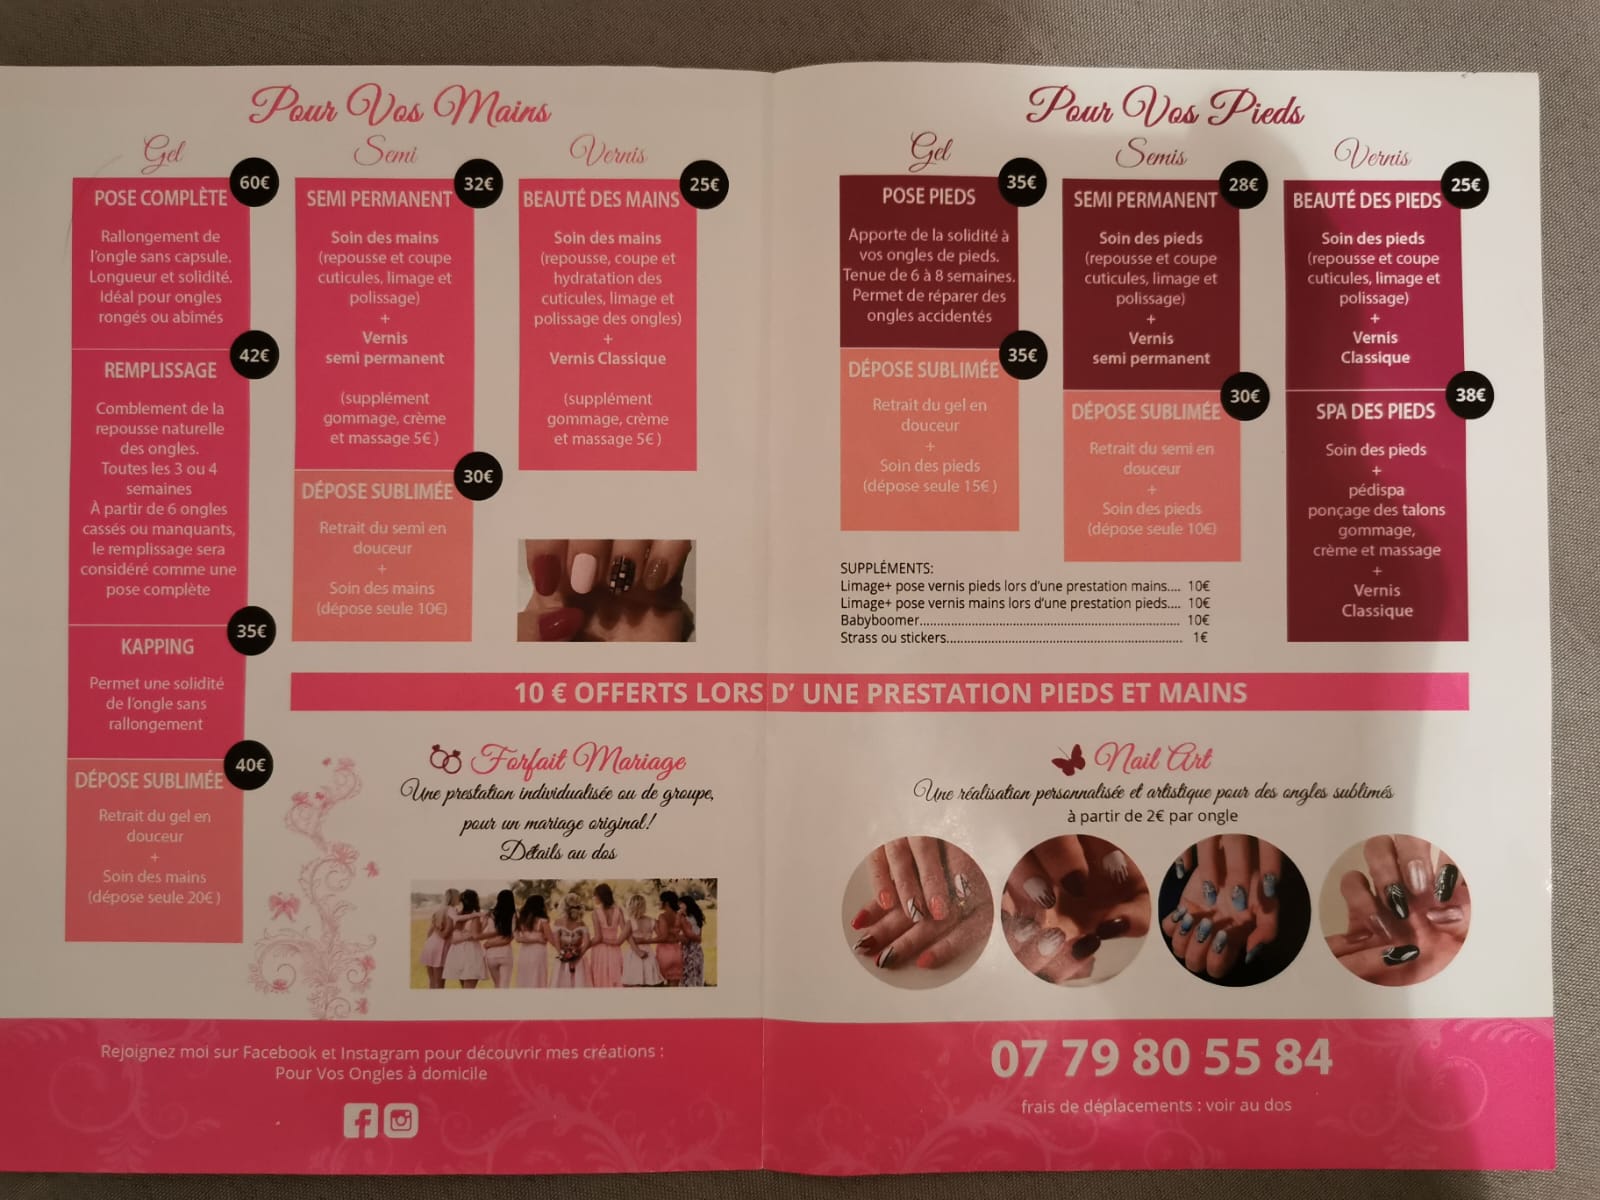 Pour Vos Mains
Gel
POSE COMPLÈTE
60€
Rallongement de
l'ongle sans capsule.
Longueur et solidité.
Idéal pour ongles
rongés ou abimés
REMPLISSAGE
42€
Comblement de la
repousse naturelle
des ongles.
Toutes les 3 ou 4
semaines
À partir de 6 ongles
cassés ou manquants,
le remplissage sera
considéré comme une
pose complète
KAPPING
35€
Permet une solidité
de l'ongle sans
rallongement
DÉPOSE SUBLIMÉE
40€
Retrait du gel en
douceur
+
Soin des mains
(dépose seule 20€ )
Semi
SEMI PERMANENT
32€
Soin des mains
(repousse et coupe
cuticules, limage et
polissage)
+
Vernis
semi permanent
(supplément
gommage, crème
et massage 5€ )
DÉPOSE SUBLIMÉE
30€
Retrait du semi en
douceur
+
Soin des mains
(dépose seule 10€)
Vernis
BEAUTÉ DES MAINS
25€
Soin des mains
(repousse, coupe et
hydratation des
cuticules, limage et
polissage des ongles)
+
Vernis Classique
(supplément
gommage, crème
et massage 5€ )
Pour Vos Pieds
Gel
POSE PIEDS
35€
Apporte de la solidité à
vos ongles de pieds.
Tenue de 6 à 8 semaines.
Permet de réparer des
ongles accidentés
DÉPOSE SUBLIMÉE
35€
Retrait du gel en
douceur
+
Soin des pieds
(dépose seule 15€ )
Semis
SEMI PERMANENT
28€
Soin des pieds
(repousse et coupe
cuticules, limage et
polissage)
+
Vernis
semi permanent
DÉPOSE SUBLIMÉE
30€
Retrait du semi en
douceur
+
Soin des pieds
(dépose seule 10€)
Vernis
BEAUTÉ DES PIEDS
25€
Soin des pieds
(repousse et coupe
cuticules, limage et
polissage)
+
Vernis
Classique
SPA DES PIEDS
38€
Soin des pieds
+
pédispa
ponçage des talons
gommage,
crème et massage
+
Vernis
Classique
SUPPLÉMENTS:
Limage+ pose vernis pieds lors d'une prestation mains.... 10€
Limage+ pose vernis mains lors d'une prestation pieds.... 10€
Babyboomer................................................................ 10€
Strass ou stickers.......................................................... 1€
10 € OFFERTS LORS D' UNE PRESTATION PIEDS ET MAINS
Forfait Mariage
Une prestation individualisée ou de groupe,
pour un mariage original!
Détails au dos
Nail Art
Une réalisation personnalisée et artistique pour des ongles sublimés
à partir de 2€ par ongle
Rejoignez moi sur Facebook et Instagram pour découvrir mes créations :
Pour Vos Ongles à domicile
07 79 80 55 84
frais de déplacements : voir au dos